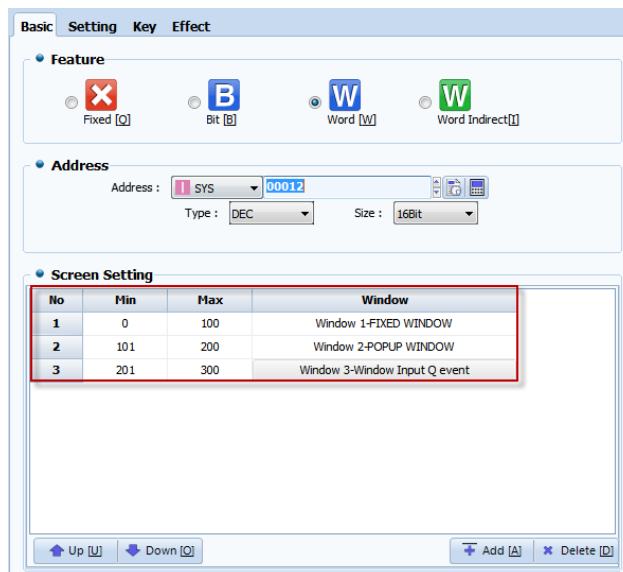 Basic Setting Key Effect
Feature
Fixed [Q] Bit [B] Word [W] Word Indirect[I]
Address
Address : SYS 00012
Type : DEC Size : 16Bit
Screen Setting
No Min Max Window
1 0 100 Window 1-FIXED WINDOW
2 101 200 Window 2-POPUP WINDOW
3 201 300 Window 3-Window Input Q event
Up [U] Down [O] Add [A] Delete [D]